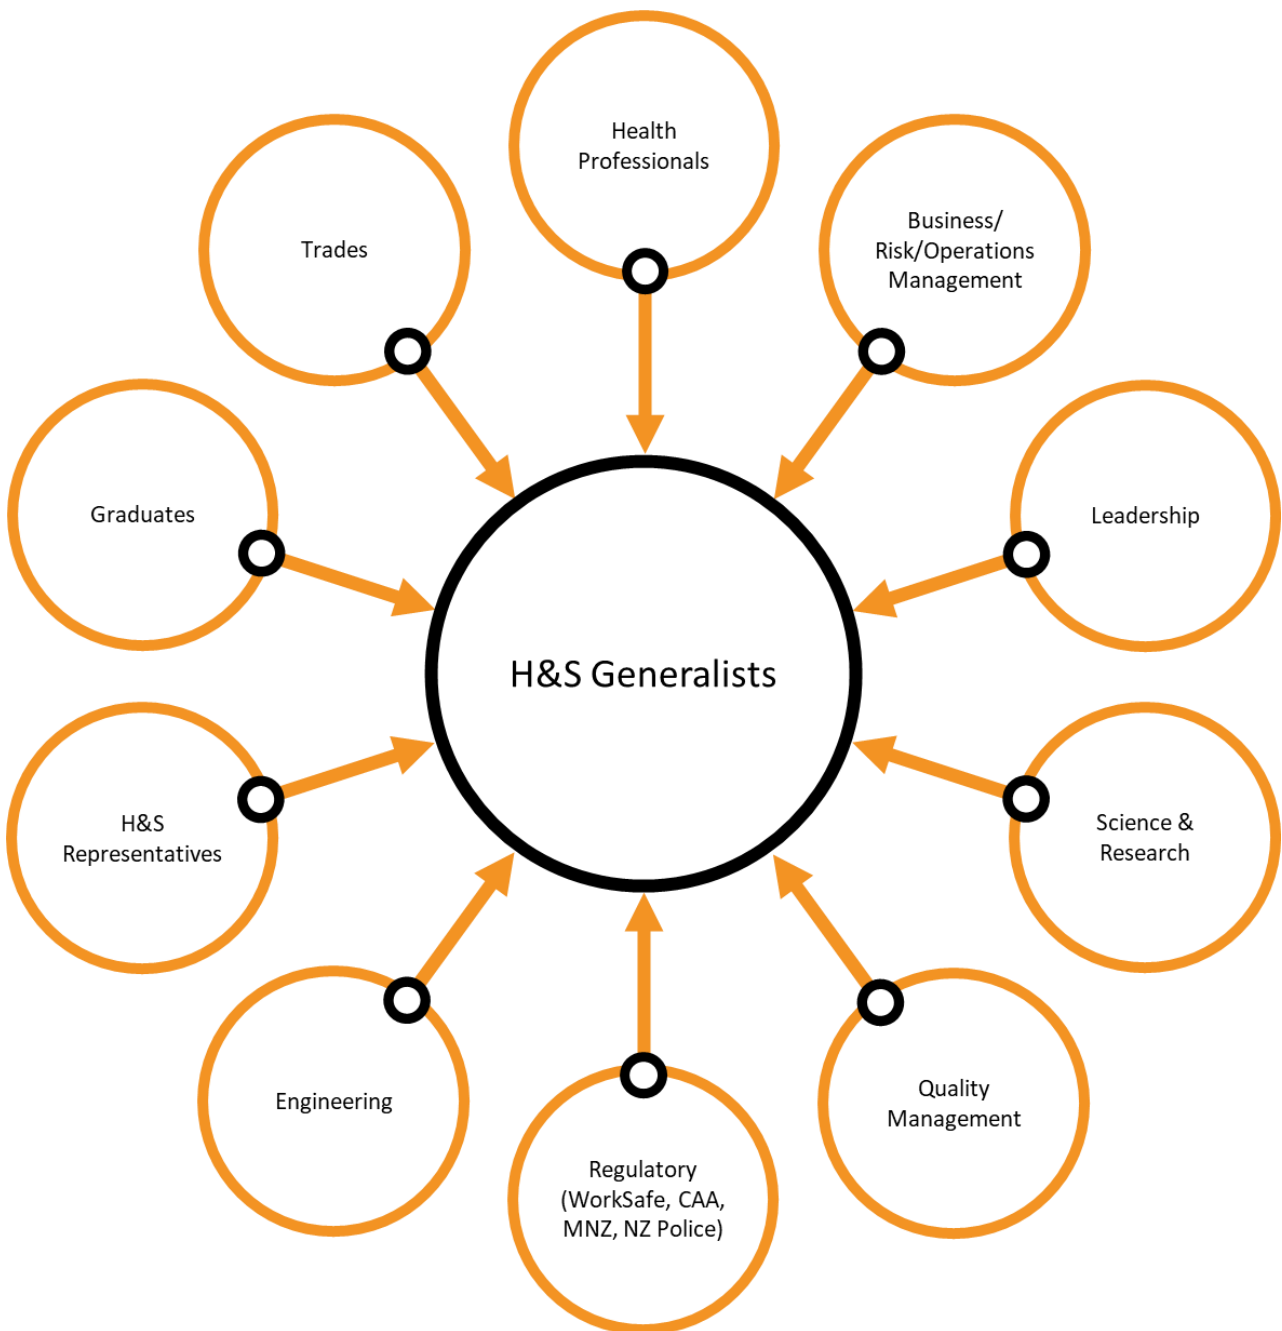 Health
Professionals
Business/
Risk/Operations
Management
Trades
Leadership
Graduates
H&S Generalists
Science &
Research
H&S
Representatives
Quality
Management
Engineering
Regulatory
(WorkSafe, CAA,
MNZ, NZ Police)